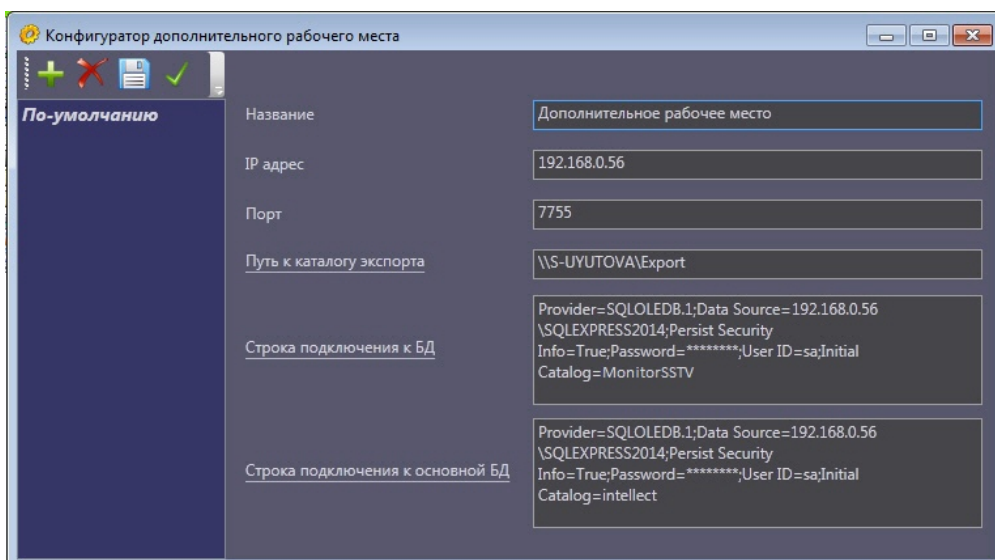 Конфигуратор дополнительного рабочего места
По-умолчанию
Название
Дополнительное рабочее место
IP адрес
192.168.0.56
Порт
7755
Путь к каталогу экспорта
\\S-UYUTOVA\Export
Строка подключения к БД
Provider=SQLOLEDB.1;Data Source=192.168.0.56
\SQLEXPRESS2014;Persist Security
Info=True;Password=********;User ID=sa;Initial
Catalog=MonitorSSTV
Строка подключения к основной БД
Provider=SQLOLEDB.1;Data Source=192.168.0.56
\SQLEXPRESS2014;Persist Security
Info=True;Password=********;User ID=sa;Initial
Catalog=intellect